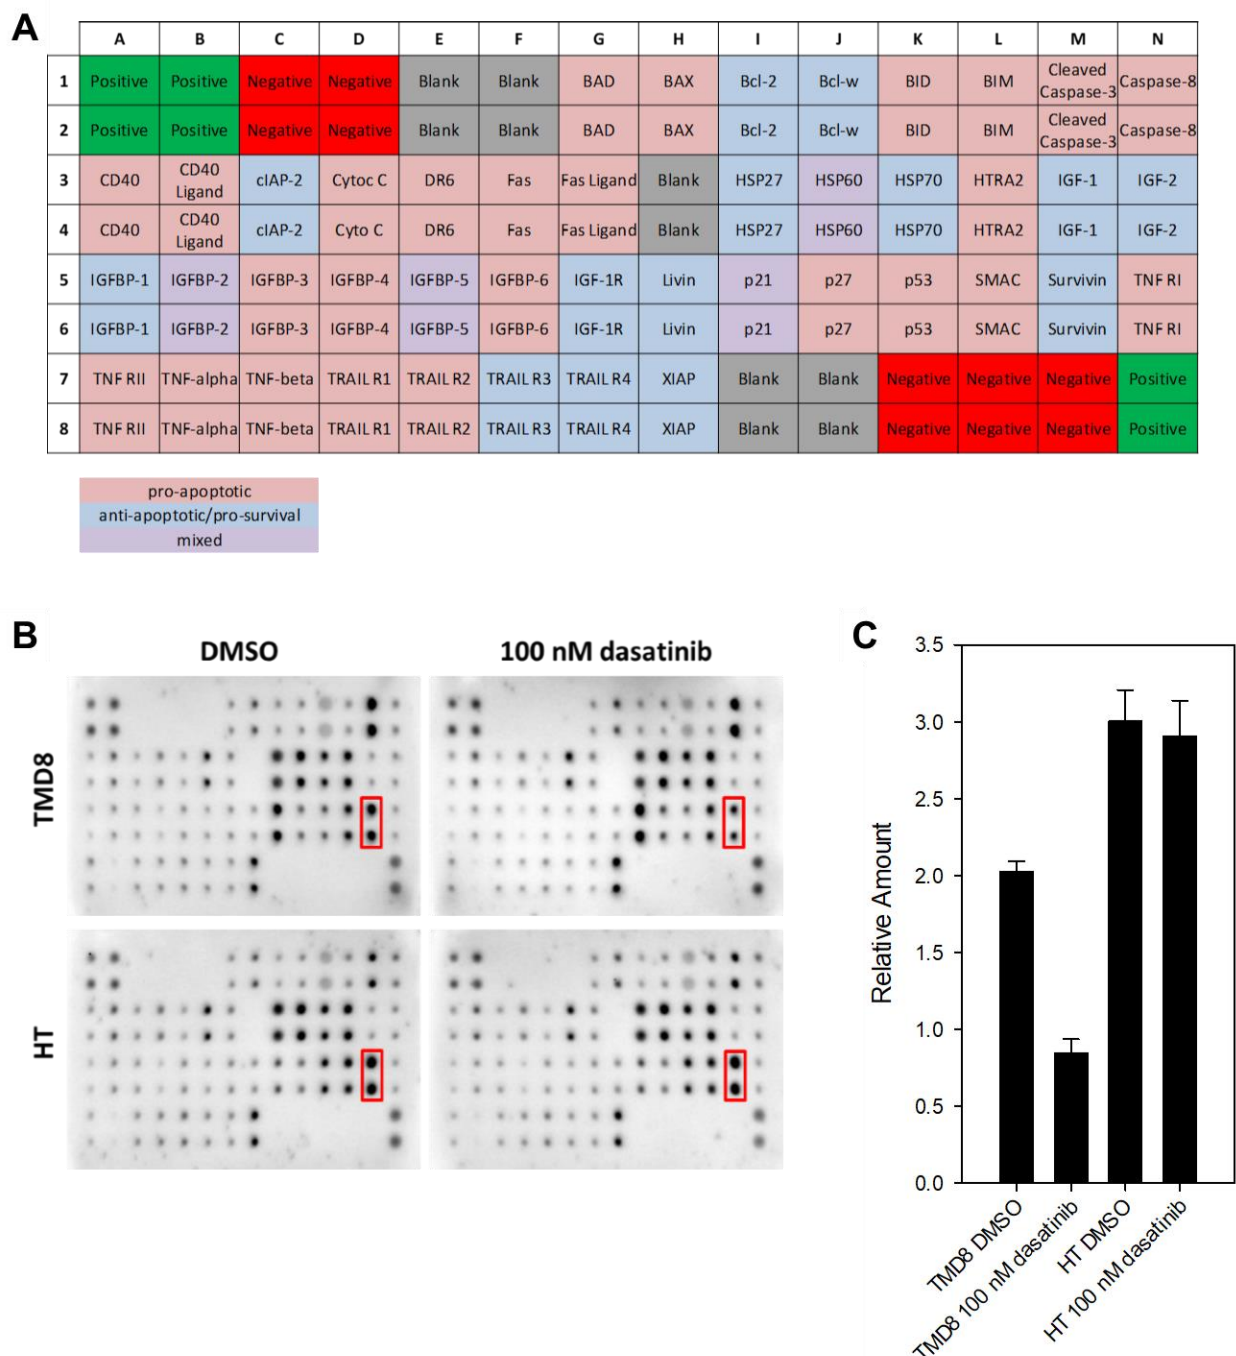 A
A B C D E F G H I J K L M N
1 Positive Positive Negative Negative Blank Blank BAD BAX Bcl-2 Bcl-w BID BIM Cleaved Caspase-3 Caspase-8
2 Positive Positive Negative Negative Blank Blank BAD BAX Bcl-2 Bcl-w BID BIM Cleaved Caspase-3 Caspase-8
3 CD40 CD40 Ligand cIAP-2 Cytoc C DR6 Fas Fas Ligand Blank HSP27 HSP60 HSP70 HTRA2 IGF-1 IGF-2
4 CD40 CD40 Ligand cIAP-2 Cyto C DR6 Fas Fas Ligand Blank HSP27 HSP60 HSP70 HTRA2 IGF-1 IGF-2
5 IGFBP-1 IGFBP-2 IGFBP-3 IGFBP-4 IGFBP-5 IGFBP-6 IGF-1R Livin p21 p27 p53 SMAC Survivin TNF RI
6 IGFBP-1 IGFBP-2 IGFBP-3 IGFBP-4 IGFBP-5 IGFBP-6 IGF-1R Livin p21 p27 p53 SMAC Survivin TNF RI
7 TNF RII TNF-alpha TNF-beta TRAIL R1 TRAIL R2 TRAIL R3 TRAIL R4 XIAP Blank Blank Negative Negative Negative Positive
8 TNF RII TNF-alpha TNF-beta TRAIL R1 TRAIL R2 TRAIL R3 TRAIL R4 XIAP Blank Blank Negative Negative Negative Positive
pro-apoptotic
anti-apoptotic/pro-survival
mixed
B
DMSO 100 nM dasatinib
TMD8
HT
C
Relative Amount
3.5
3.0
2.5
2.0
1.5
1.0
0.5
0.0
TMD8 DMSO
TMD8 100 nM dasatinib
HT DMSO
HT 100 nM dasatinib